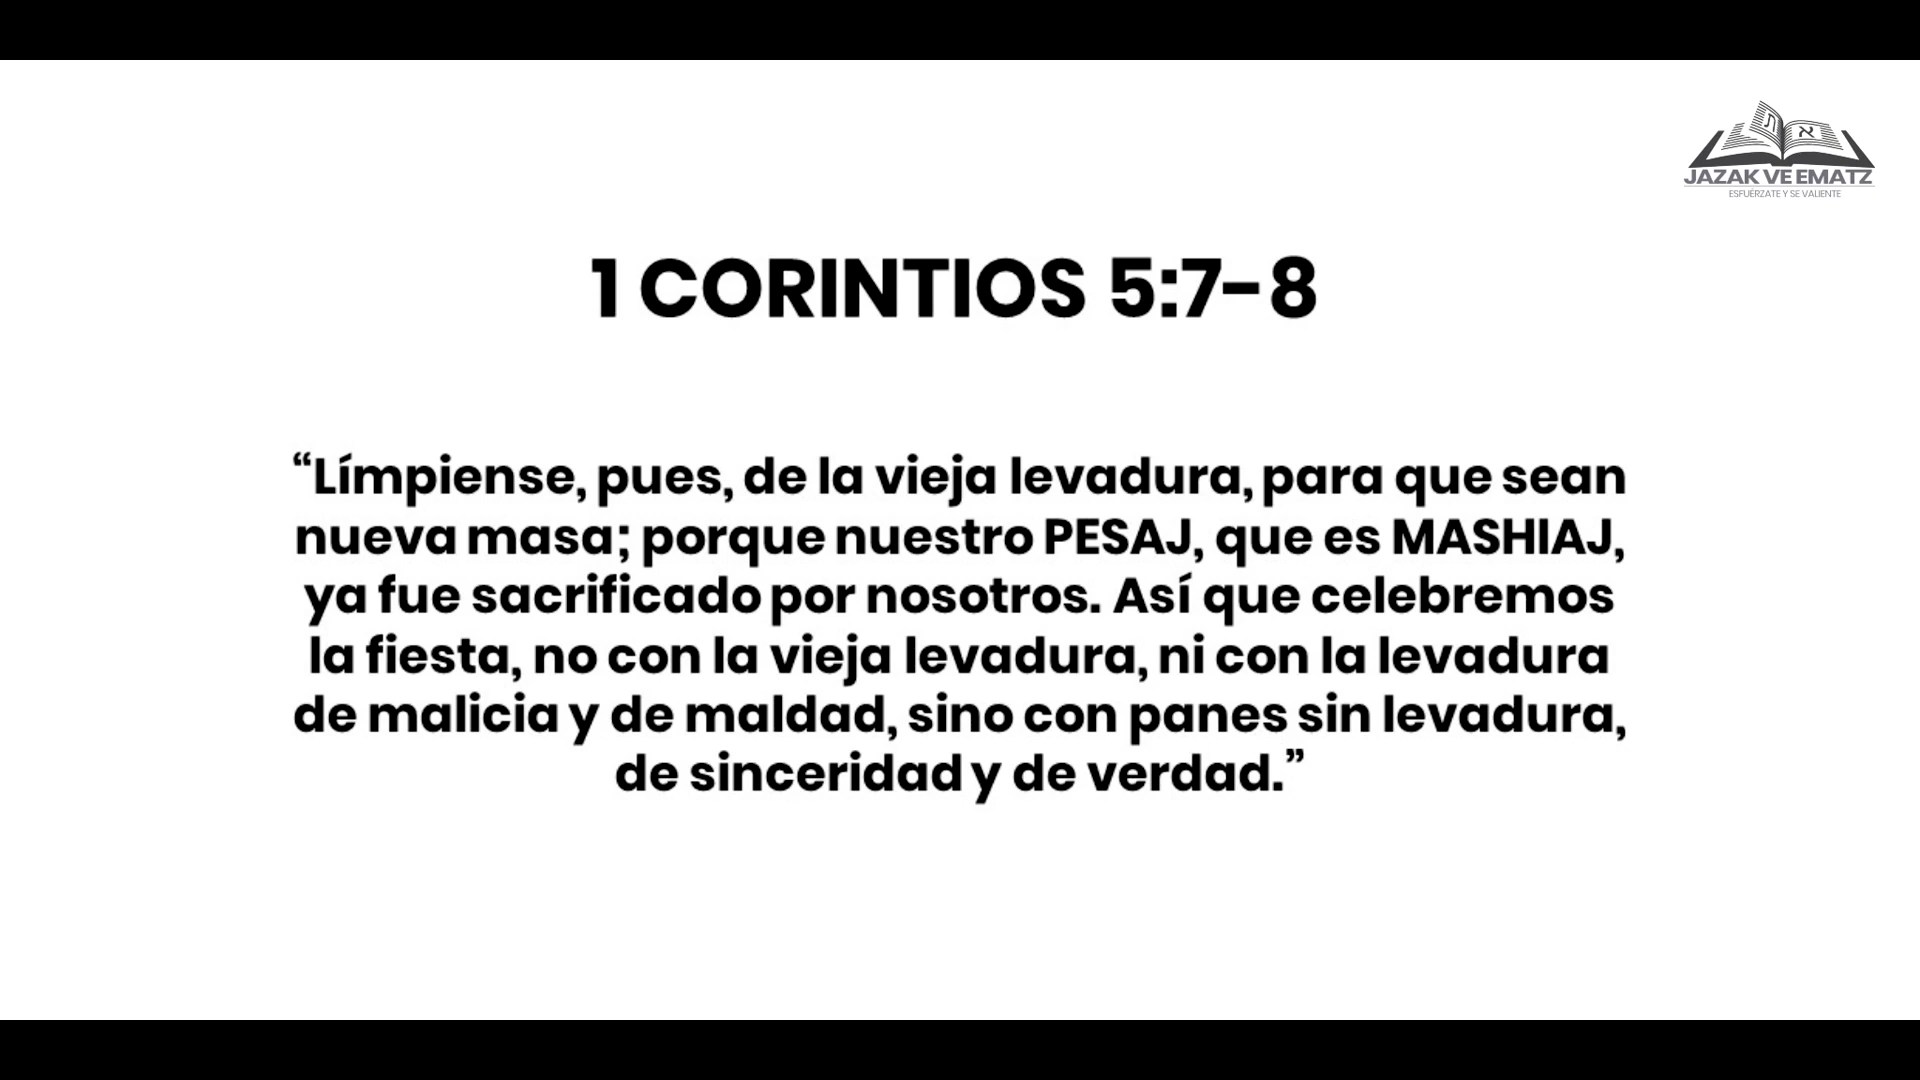 ת א
JAZAK VE EMATZ
ESFUÉRZATE Y SE VALIENTE
1 CORINTIOS 5:7-8
“Límpiense, pues, de la vieja levadura, para que sean
nueva masa; porque nuestro PESAJ, que es MASHIAJ,
ya fue sacrificado por nosotros. Así que celebremos
la fiesta, no con la vieja levadura, ni con la levadura
de malicia y de maldad, sino con panes sin levadura,
de sinceridad y de verdad.”